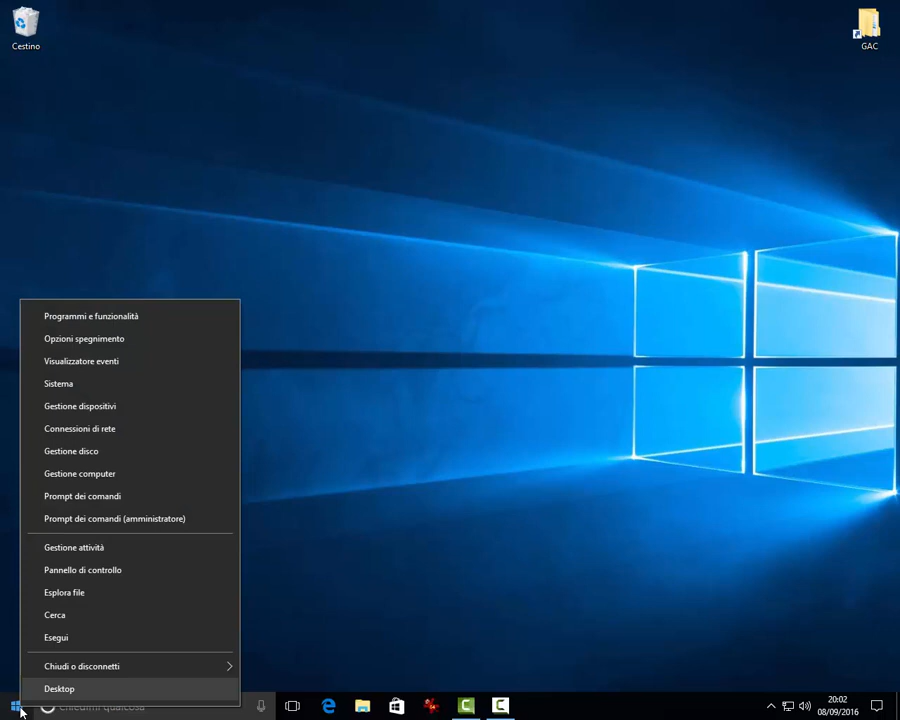 Cestino
GAC
Programmi e funzionalità
Opzioni spegnimento
Visualizzatore eventi
Sistema
Gestione dispositivi
Connessioni di rete
Gestione disco
Gestione computer
Prompt dei comandi
Prompt dei comandi (amministratore)
Gestione attività
Pannello di controllo
Esplora file
Cerca
Esegui
Chiudi o disconnetti
Desktop
Chiedimi qualcosa
20:02
08/09/2016